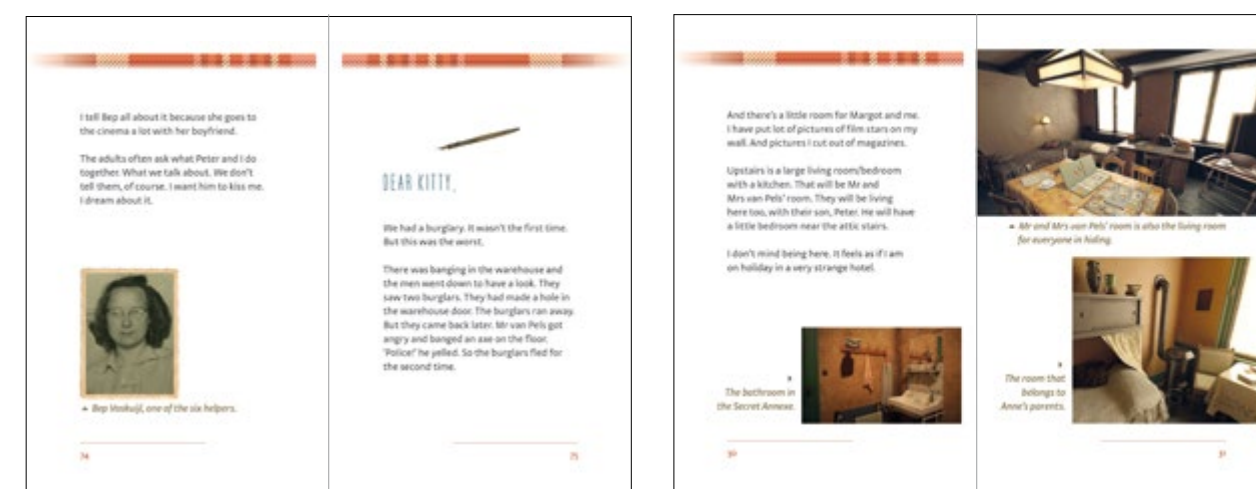 I tell Bep all about it because she goes to
the cinema a lot with her boyfriend.
The adults often ask what Peter and I do
together. What we talk about. We don't
tell them, of course. I want him to kiss me.
I dream about it.
Bep Voskuijl, one of the six helpers.
74
DEAR KITTY,
We had a burglary. It wasn't the first time.
But this was the worst.
There was banging in the warehouse and
the men went down to have a look. They
saw two burglars. They had made a hole in
the warehouse door. The burglars ran away.
But they came back later. Mr van Pels got
angry and banged an axe on the floor.
'Police!' he yelled. So the burglars fled for
the second time.
75
And there's a little room for Margot and me.
I have put lot of pictures of film stars on my
wall. And pictures I cut out of magazines.
Upstairs is a large living room/bedroom
with a kitchen. That will be Mr and
Mrs van Pels' room. They will be living
here too, with their son, Peter. He will have
a little bedroom near the attic stairs.
I don't mind being here. It feels as if I am
on holiday in a very strange hotel.
The bathroom in
the Secret Annexe.
30
Mr and Mrs van Pels' room is also the living room
for everyone in hiding.
The room that
belongs to
Anne's parents.
31